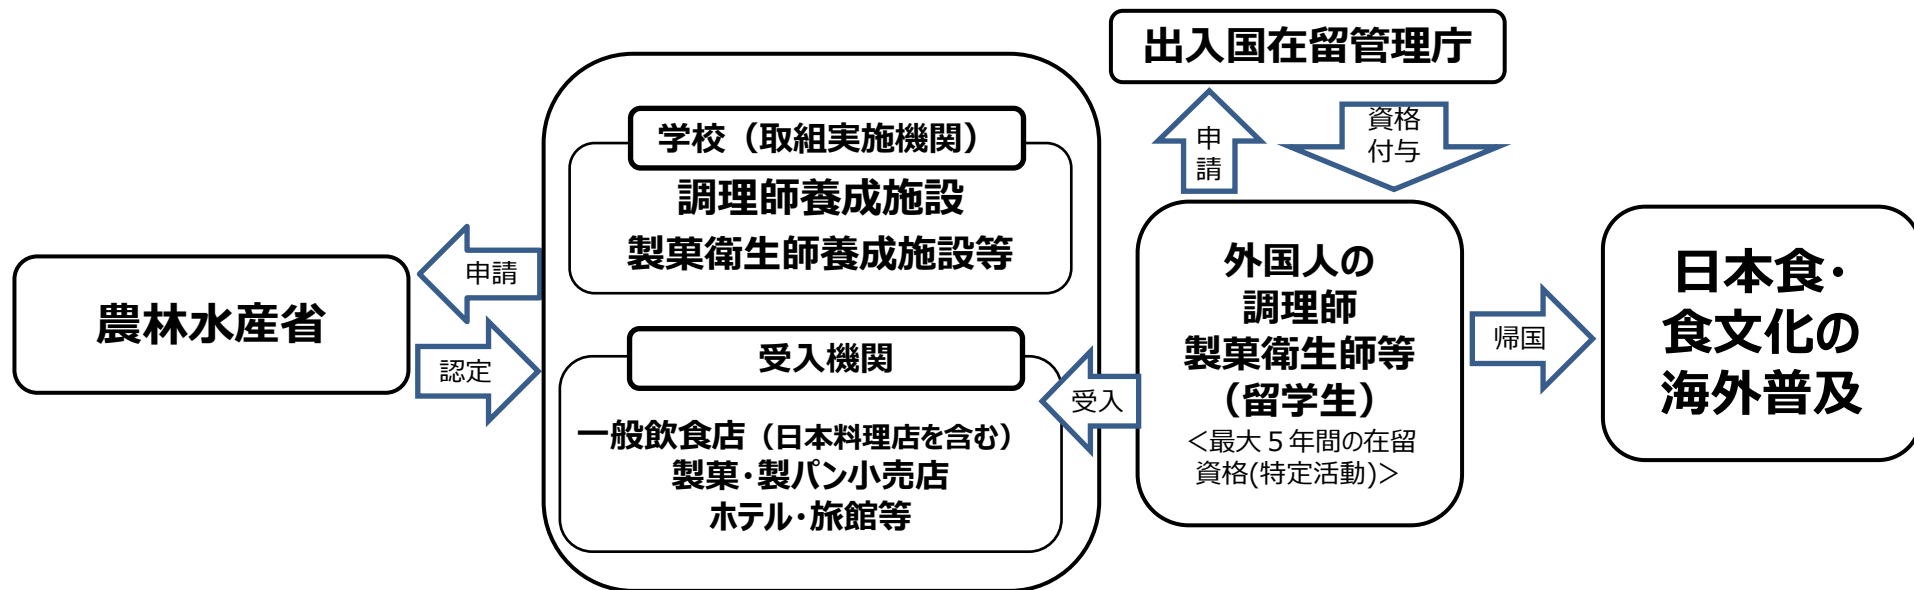 出入国在留管理庁
申
請
資格
付与
学校（取組実施機関）
調理師養成施設
製菓衛生師養成施設等
農林水産省
申請
認定
受入機関
一般飲食店（日本料理店を含む）
製菓・製パン小売店
ホテル・旅館等
受入
外国人の
調理師
製菓衛生師等
（留学生）
＜最大５年間の在留
資格(特定活動)＞
帰国
日本食・
食文化の
海外普及